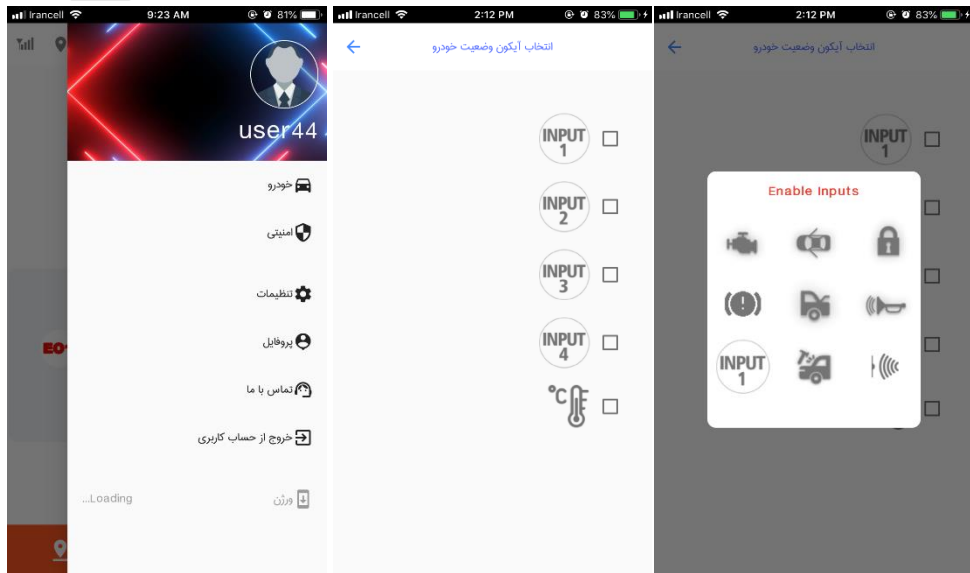 Irancell 9:23 AM 81%
user44
خودرو
امنیتی
تنظیمات
پروفایل
تماس با ما
خروج از حساب کاربری
ورژن
...Loading
Irancell 2:12 PM 83%
انتخاب آیکون وضعیت خودرو
INPUT
1
INPUT
2
INPUT
3
INPUT
4
°C
Irancell 2:12 PM 83%
انتخاب آیکون وضعیت خودرو
INPUT
1
Enable Inputs
INPUT
1